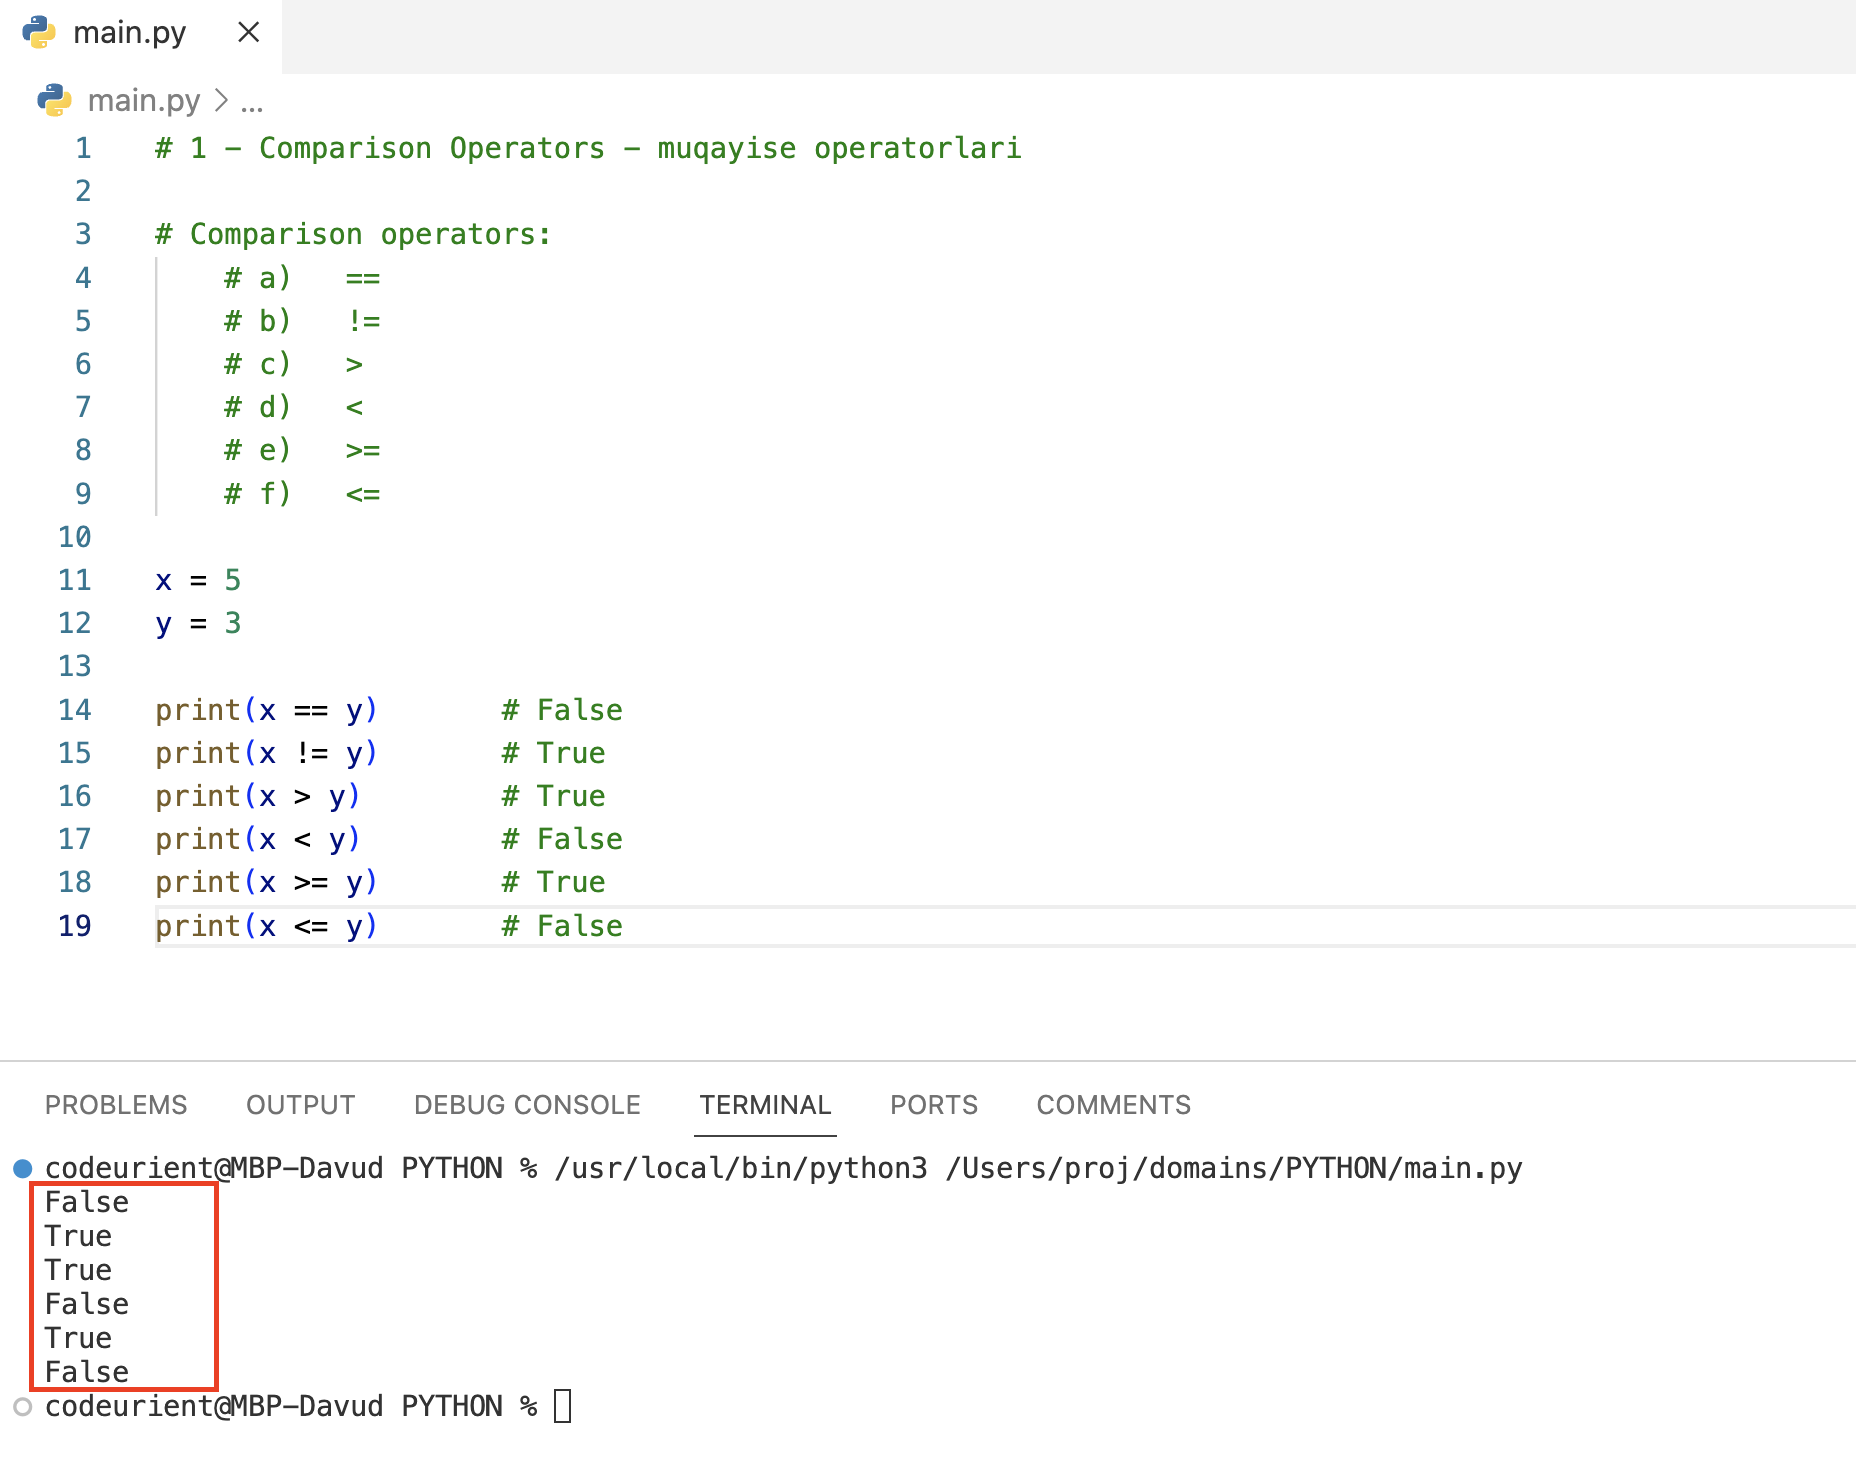 main.py
main.py > ...
1 # 1 - Comparison Operators - muqayise operatorlari
2
3 # Comparison operators:
4 # a) ==
5 # b) !=
6 # c) >
7 # d) <
8 # e) >=
9 # f) <=
10
11 x = 5
12 y = 3
13
14 print(x == y) # False
15 print(x != y) # True
16 print(x > y) # True
17 print(x < y) # False
18 print(x >= y) # True
19 print(x <= y) # False
PROBLEMS OUTPUT DEBUG CONSOLE TERMINAL PORTS COMMENTS
codeurient@MBP-Davud PYTHON % /usr/local/bin/python3 /Users/proj/domains/PYTHON/main.py
False
True
True
False
True
False
codeurient@MBP-Davud PYTHON %